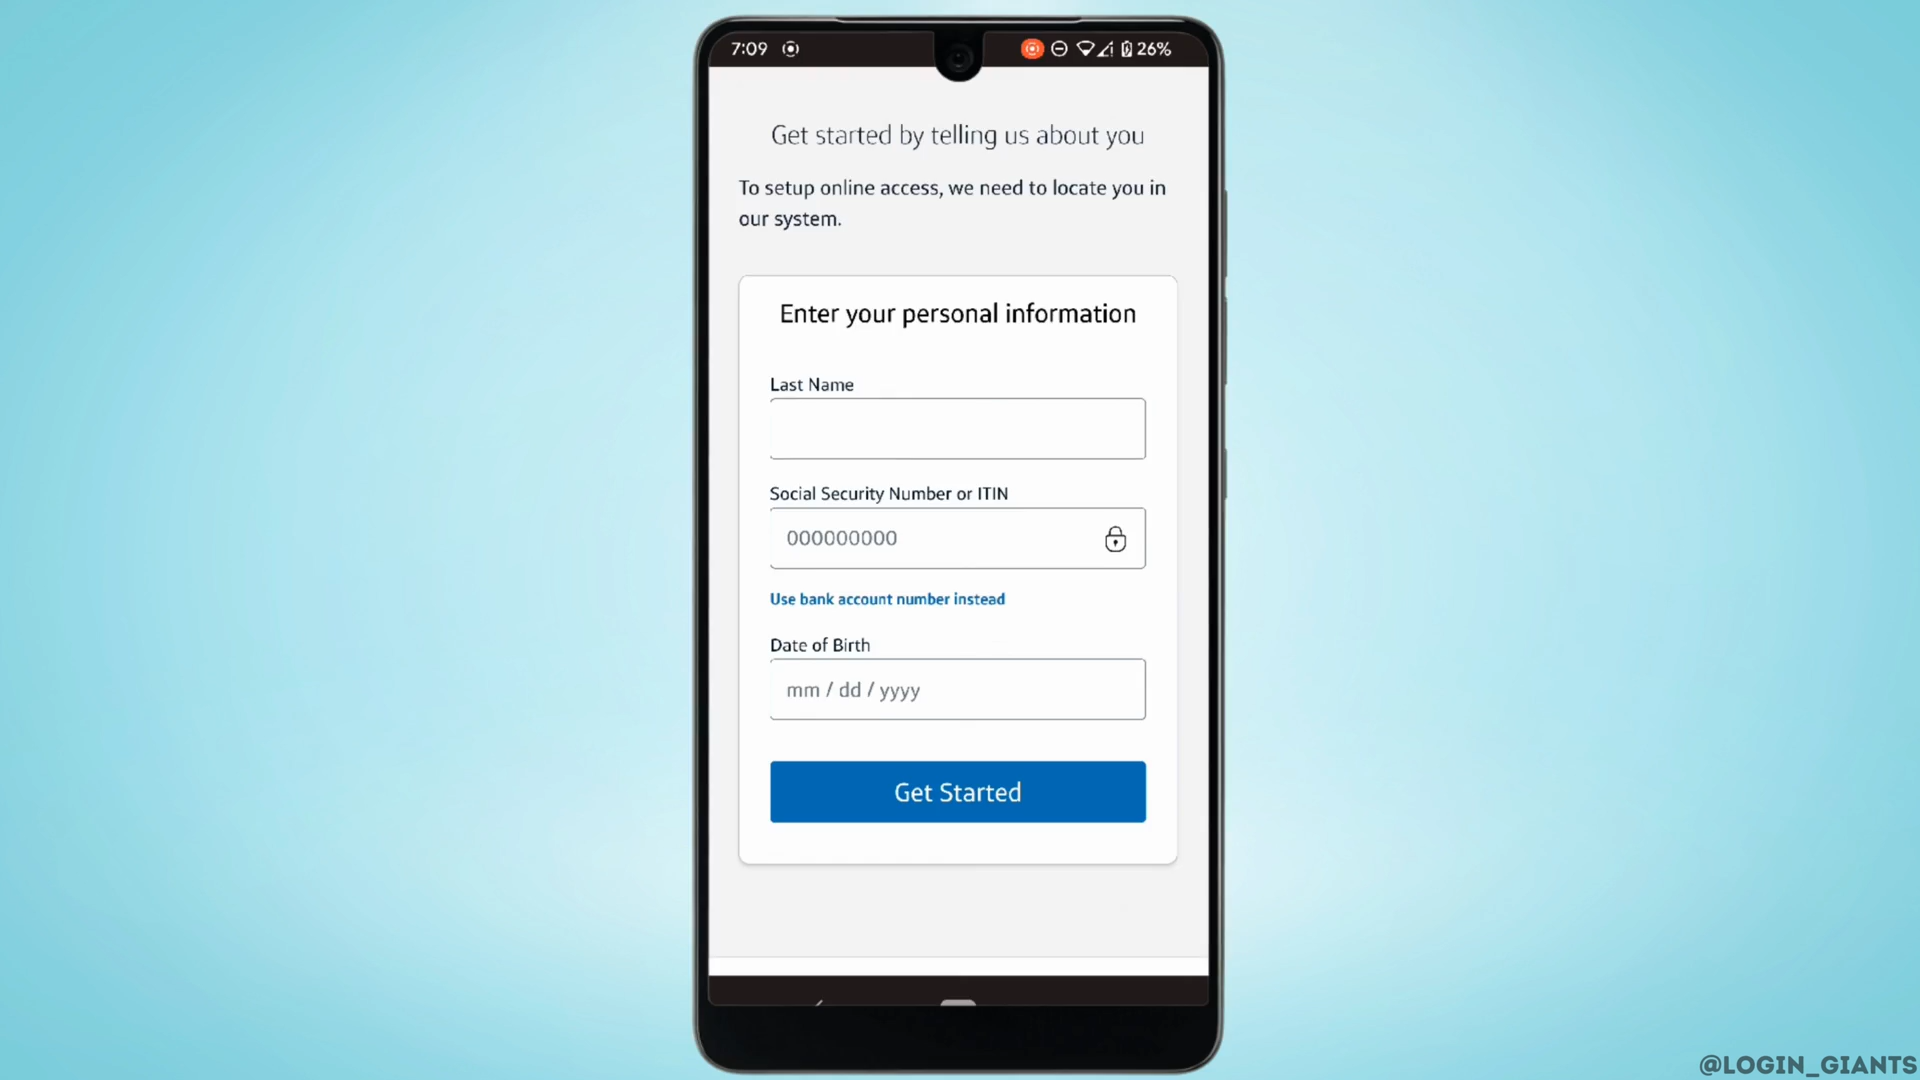 7:09 26%
Get started by telling us about you
To setup online access, we need to locate you in
our system.
Enter your personal information
Last Name
Social Security Number or ITIN
000000000
Use bank account number instead
Date of Birth
mm / dd / yyyy
Get Started
@LOGIN_GIANTS